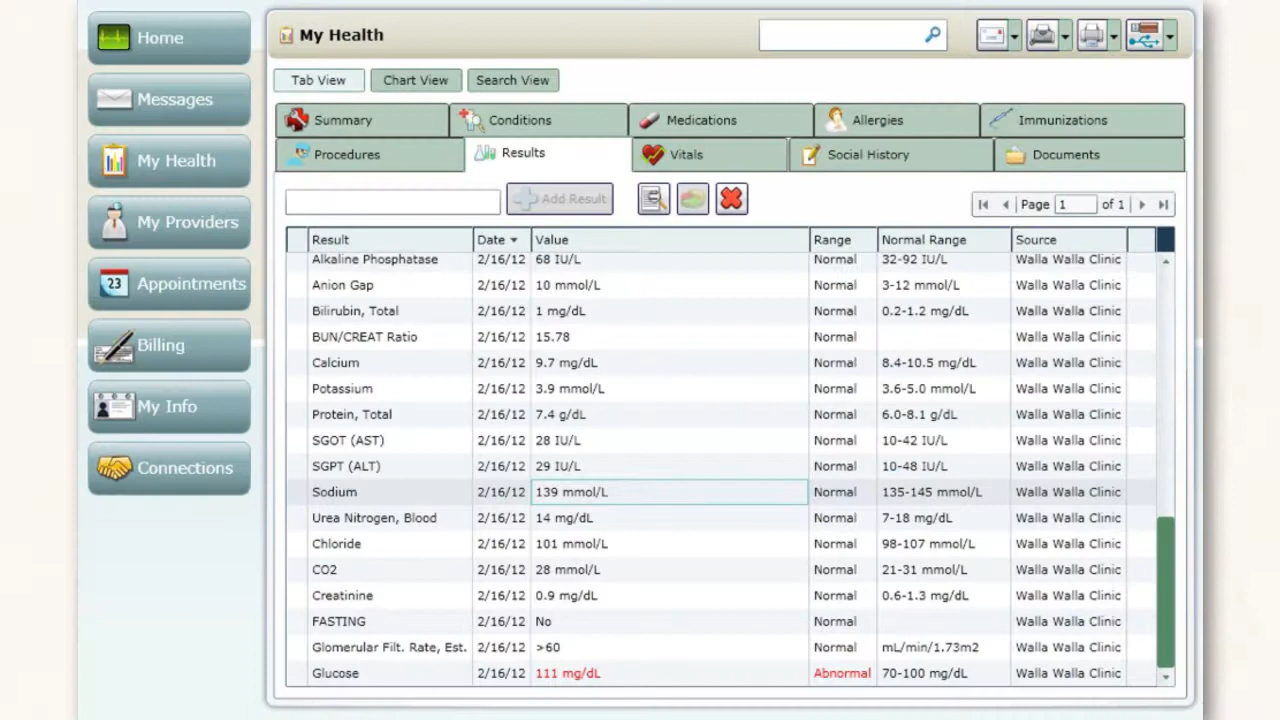 Home
Messages
My Health
My Providers
23
Appointments
Billing
My Info
Connections
My Health
Tab View Chart View Search View
Summary Conditions Medications Allergies Immunizations
Procedures Results Vitals Social History Documents
Add Result Page 1 of 1
Result Date Value Range Normal Range Source
Alkaline Phosphatase 2/16/12 68 IU/L Normal 32-92 IU/L Walla Walla Clinic
Anion Gap 2/16/12 10 mmol/L Normal 3-12 mmol/L Walla Walla Clinic
Bilirubin, Total 2/16/12 1 mg/dL Normal 0.2-1.2 mg/dL Walla Walla Clinic
BUN/CREAT Ratio 2/16/12 15.78 Normal Walla Walla Clinic
Calcium 2/16/12 9.7 mg/dL Normal 8.4-10.5 mg/dL Walla Walla Clinic
Potassium 2/16/12 3.9 mmol/L Normal 3.6-5.0 mmol/L Walla Walla Clinic
Protein, Total 2/16/12 7.4 g/dL Normal 6.0-8.1 g/dL Walla Walla Clinic
SGOT (AST) 2/16/12 28 IU/L Normal 10-42 IU/L Walla Walla Clinic
SGPT (ALT) 2/16/12 29 IU/L Normal 10-48 IU/L Walla Walla Clinic
Sodium 2/16/12 139 mmol/L Normal 135-145 mmol/L Walla Walla Clinic
Urea Nitrogen, Blood 2/16/12 14 mg/dL Normal 7-18 mg/dL Walla Walla Clinic
Chloride 2/16/12 101 mmol/L Normal 98-107 mmol/L Walla Walla Clinic
CO2 2/16/12 28 mmol/L Normal 21-31 mmol/L Walla Walla Clinic
Creatinine 2/16/12 0.9 mg/dL Normal 0.6-1.3 mg/dL Walla Walla Clinic
FASTING 2/16/12 No Normal Walla Walla Clinic
Glomerular Filt. Rate, Est. 2/16/12 >60 Normal mL/min/1.73m2 Walla Walla Clinic
Glucose 2/16/12 111 mg/dL Abnormal 70-100 mg/dL Walla Walla Clinic